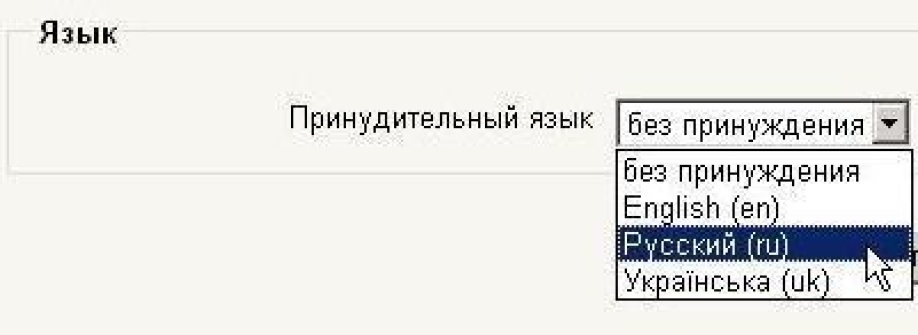 Язык
Принудительный язык
без принуждения
без принуждения
English (en)
Русский (ru)
Українська (uk)